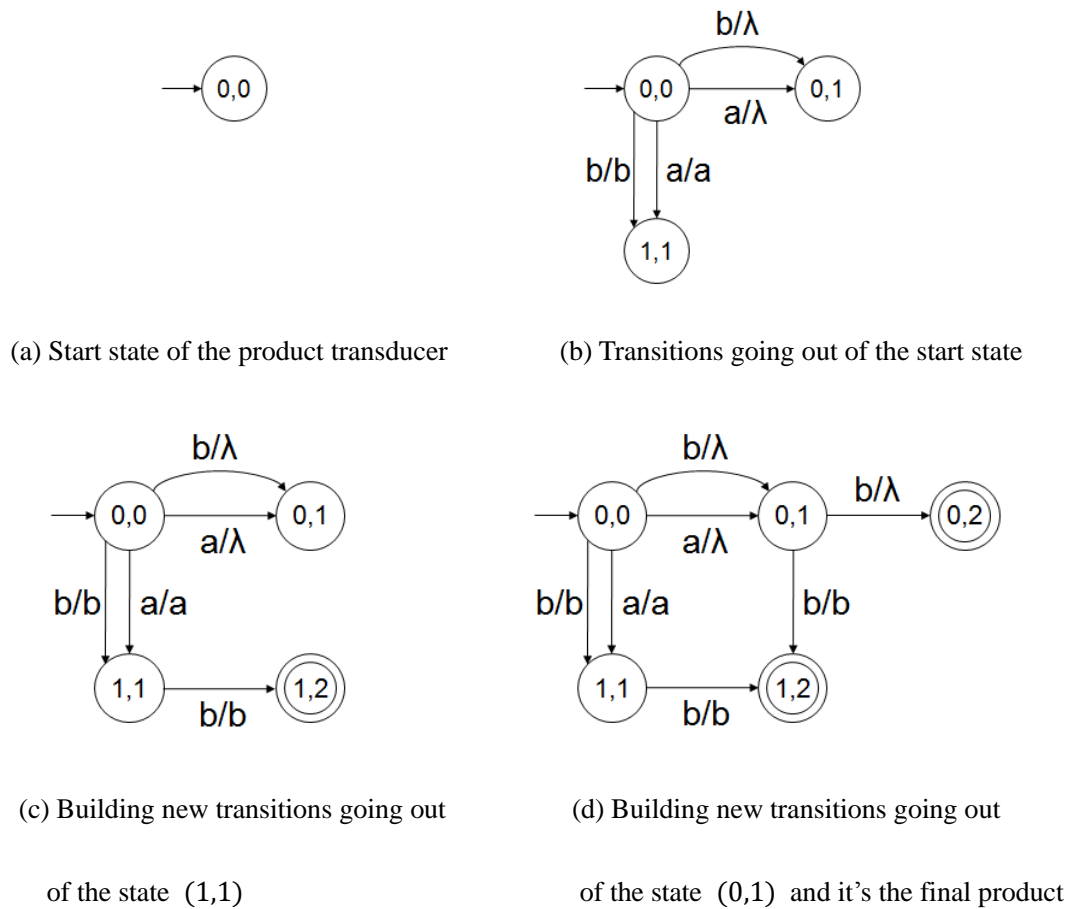 0,0
b/λ
0,0
0,1
a/λ
b/b
a/a
1,1
(a) Start state of the product transducer
(b) Transitions going out of the start state
b/λ
0,0
0,1
a/λ
b/b
a/a
1,1
1,2
b/b
b/λ
b/λ
0,0
0,1
0,2
a/λ
b/b
a/a
b/b
1,1
1,2
b/b
(c) Building new transitions going out
of the state (1,1)
(d) Building new transitions going out
of the state (0,1) and it's the final product